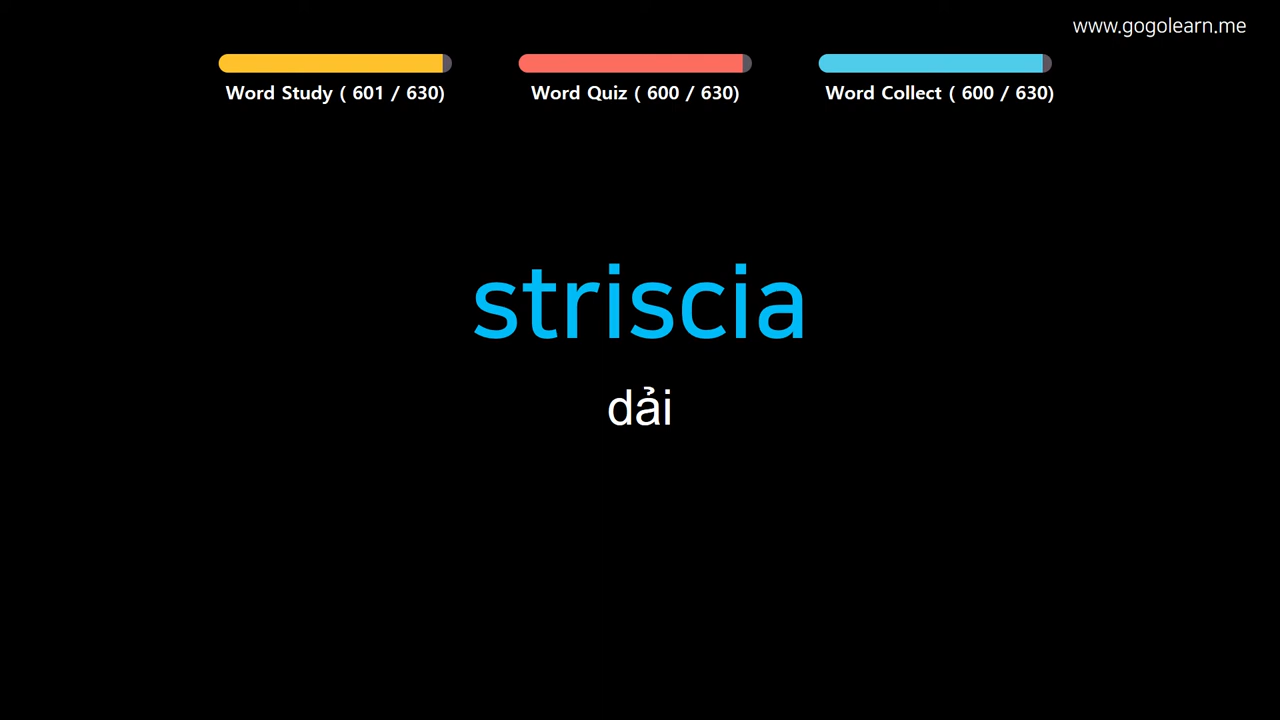 www.gogolearn.me
Word Study ( 601 / 630)
Word Quiz ( 600 / 630)
Word Collect ( 600 / 630)
striscia
dải